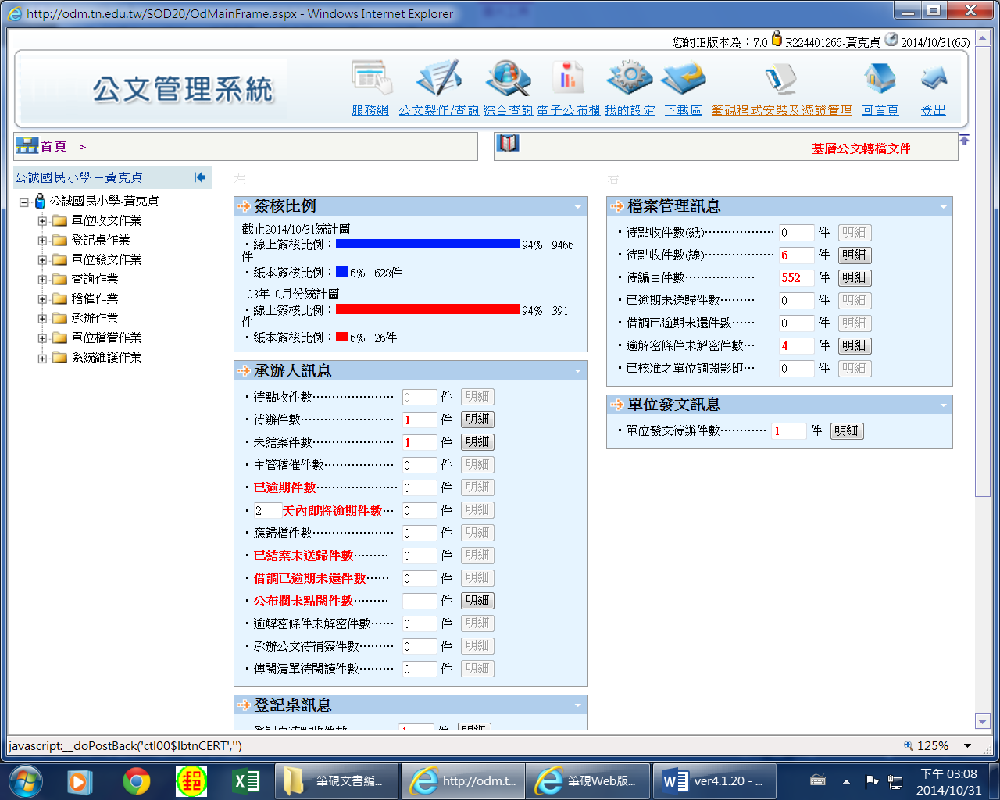 http://odm.tn.edu.tw/SOD20/OdMainFrame.aspx - Windows Internet Explorer
您的IE版本為：7.0 R224401266-黃克貞 2014/10/31(65)
公文管理系統
服務網 公文製作/查詢 綜合查詢 電子公布欄 我的設定 下載區 筆硯程式安裝及憑證管理 回首頁 登出
首頁-->
基層公文轉檔文件
公誠國民小學－黃克貞
公誠國民小學-黃克貞
單位收文作業
登記桌作業
單位發文作業
查詢作業
稽催作業
承辦作業
單位檔管作業
系統維護作業
左
簽核比例
截止2014/10/31統計圖
・線上簽核比例：94% 9466
件
・紙本簽核比例：6% 628件
103年10月份統計圖
・線上簽核比例：94% 391
件
・紙本簽核比例：6% 26件
承辦人訊息
・待點收件數………………… 0 件 明細
・待辦件數…………………… 1 件 明細
・未結案件數………………… 1 件 明細
・主管稽催件數……………… 0 件 明細
・已逾期件數………………… 0 件 明細
・2天內即將逾期件數… 0 件 明細
・應歸檔件數………………… 0 件 明細
・已結案未送歸件數……… 0 件 明細
・借調已逾期未還件數…… 0 件 明細
・公布欄未點閱件數……… 件 明細
・逾解密條件未解密件數…… 0 件 明細
・承辦公文待補簽件數……… 0 件 明細
・傳閱清單待閱讀件數……… 0 件 明細
登記桌訊息
右
檔案管理訊息
・待點收件數(紙)……………… 0 件 明細
・待點收件數(線)……………… 6 件 明細
・待編目件數……………… 552 件 明細
・已逾期未送歸件數…… 0 件 明細
・借調已逾期未還件數…… 0 件 明細
・逾解密條件未解密件數… 4 件 明細
・已核准之單位調閱影印… 0 件 明細
單位發文訊息
・單位發文待辦件數………… 1 件 明細
javascript:__doPostBack('ctl00$lbtnCERT','')
125%
筆硯文書編...
http://odm.t...
筆硯Web版...
ver4.1.20 - ...
下午 03:08
2014/10/31